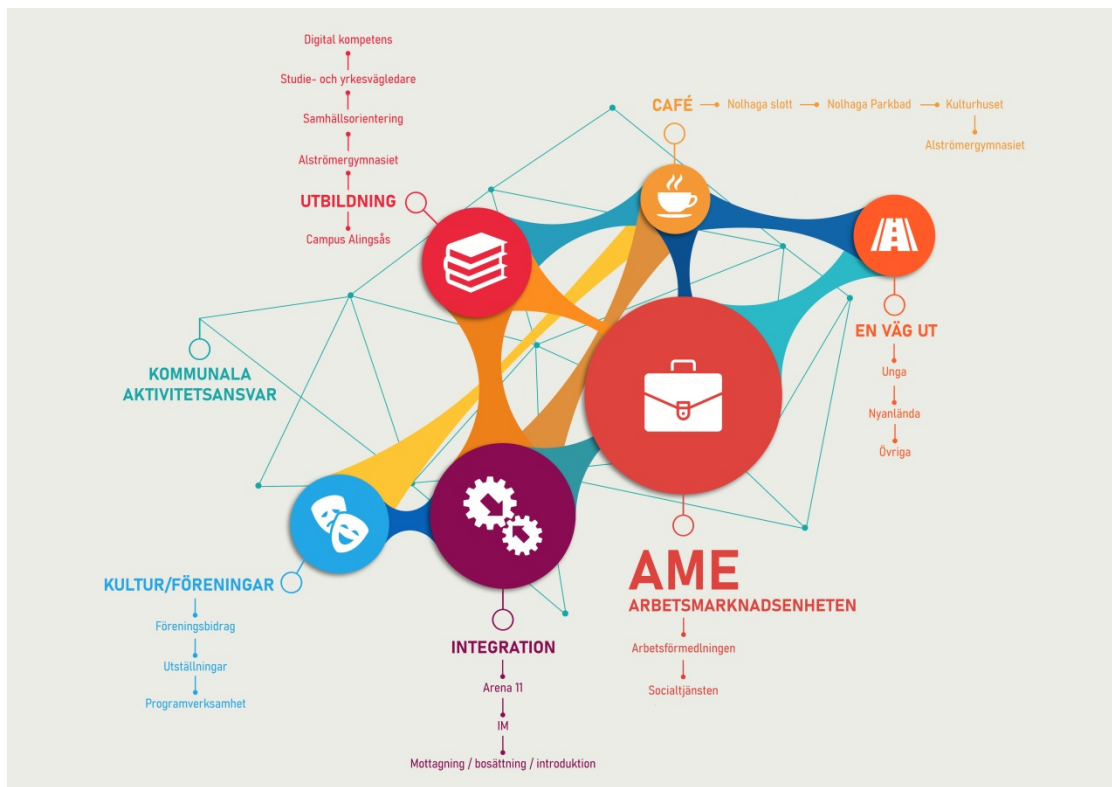 Digital kompetens
Studie- och yrkesvägledare
Samhällsorientering
Alströmergymnasiet
UTBILDNING
Campus Alingsås
CAFÉ
Nolhaga slott
Nolhaga Parkbad
Kulturhuset
Alströmergymnasiet
EN VÄG UT
Unga
Nyanlända
Övriga
KOMMUNALA
AKTIVITETSANSVAR
KULTUR/FÖRENINGAR
Föreningsbidrag
Utställningar
Programverksamhet
INTEGRATION
Arena 11
IM
Mottagning / bosättning / introduktion
AME
ARBETSMARKNADSENHETEN
Arbetsförmedlningen
Socialtjänsten